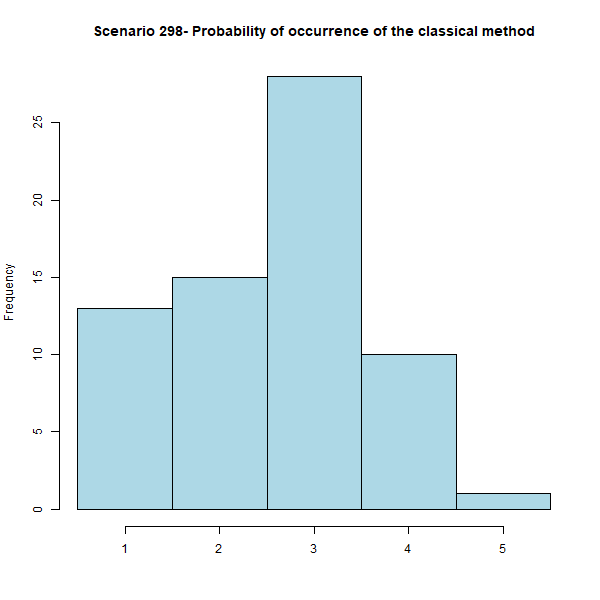 Scenario 298- Probability of occurrence of the classical method
Frequency
25
20
15
10
5
0
1 2 3 4 5